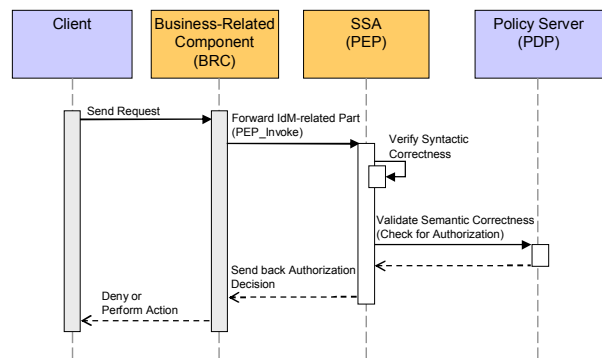 Client
Business-Related
Component
(BRC)
SSA
(PEP)
Policy Server
(PDP)
Send Request
Forward IdM-related Part
(PEP_Invoke)
Verify Syntactic
Correctness
Validate Semantic Correctness
(Check for Authorization)
Send back Authorization
Decision
Deny or
Perform Action